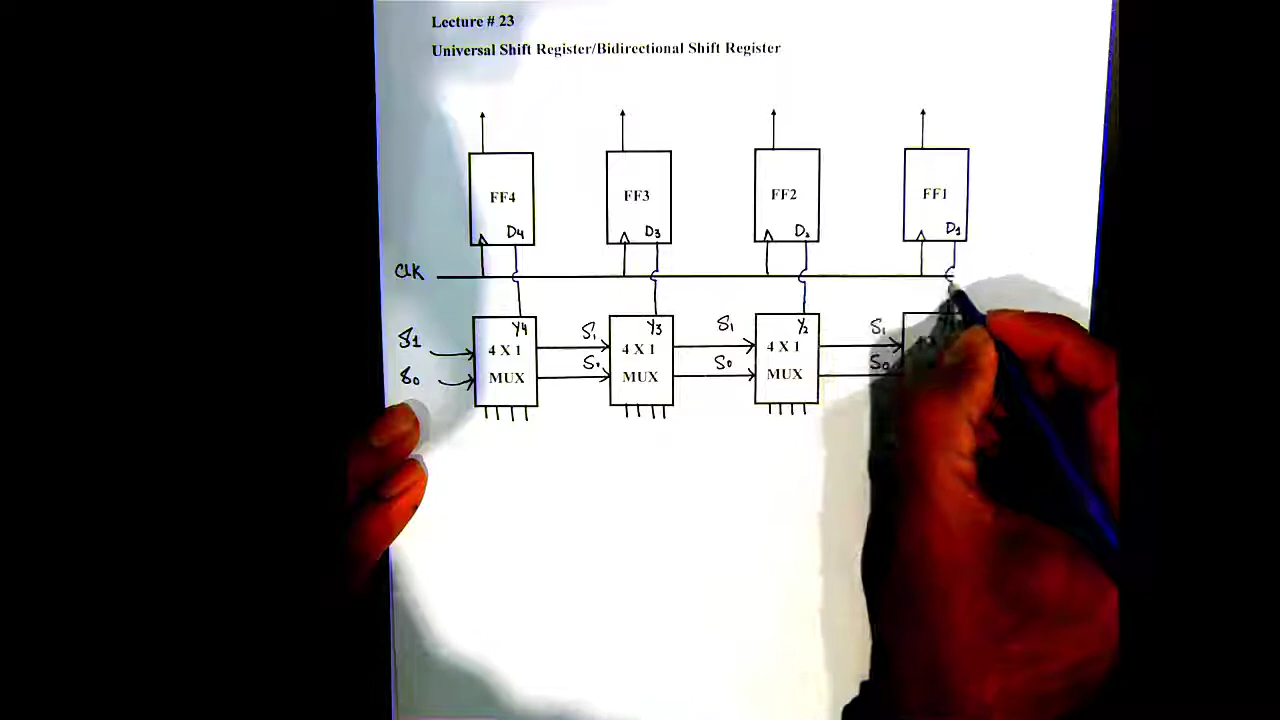 Lecture # 23
Universal Shift Register/Bidirectional Shift Register
FF4 FF3 FF2 FF1
D4 D3 D2 D1
CLK
Y4 Y3 Y2
S1 S1 S1 S1
4 X 1 4 X 1 4 X 1
S0 S0 S0 S0
MUX MUX MUX